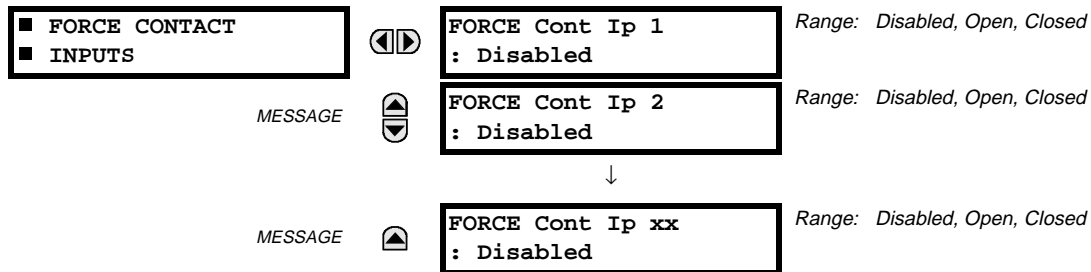 ■ FORCE CONTACT
■ INPUTS
FORCE Cont Ip 1
: Disabled
Range: Disabled, Open, Closed
MESSAGE
FORCE Cont Ip 2
: Disabled
Range: Disabled, Open, Closed
↓
MESSAGE
FORCE Cont Ip xx
: Disabled
Range: Disabled, Open, Closed